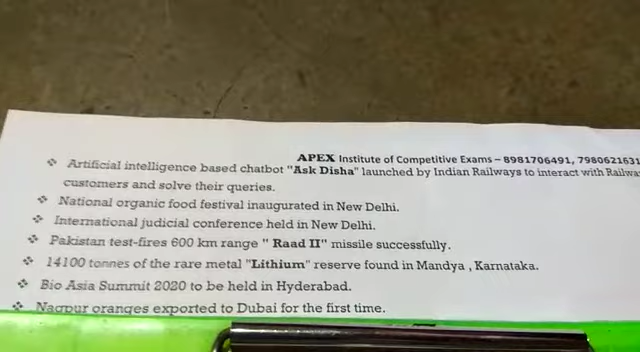 APEX Institute of Competitive Exams – 8981706491, 7980621631
❖ Artificial intelligence based chatbot "Ask Disha" launched by Indian Railways to interact with
customers and solve their queries.
❖ National organic food festival inaugurated in New Delhi.
❖ International judicial conference held in New Delhi.
❖ Pakistan test-fires 600 km range " Raad II" missile successfully.
❖ 14100 tonnes of the rare metal "Lithium" reserve found in Mandya , Karnataka.
❖ Bio Asia Summit 2020 to be held in Hyderabad.
❖ Nagpur oranges exported to Dubai for the first time.